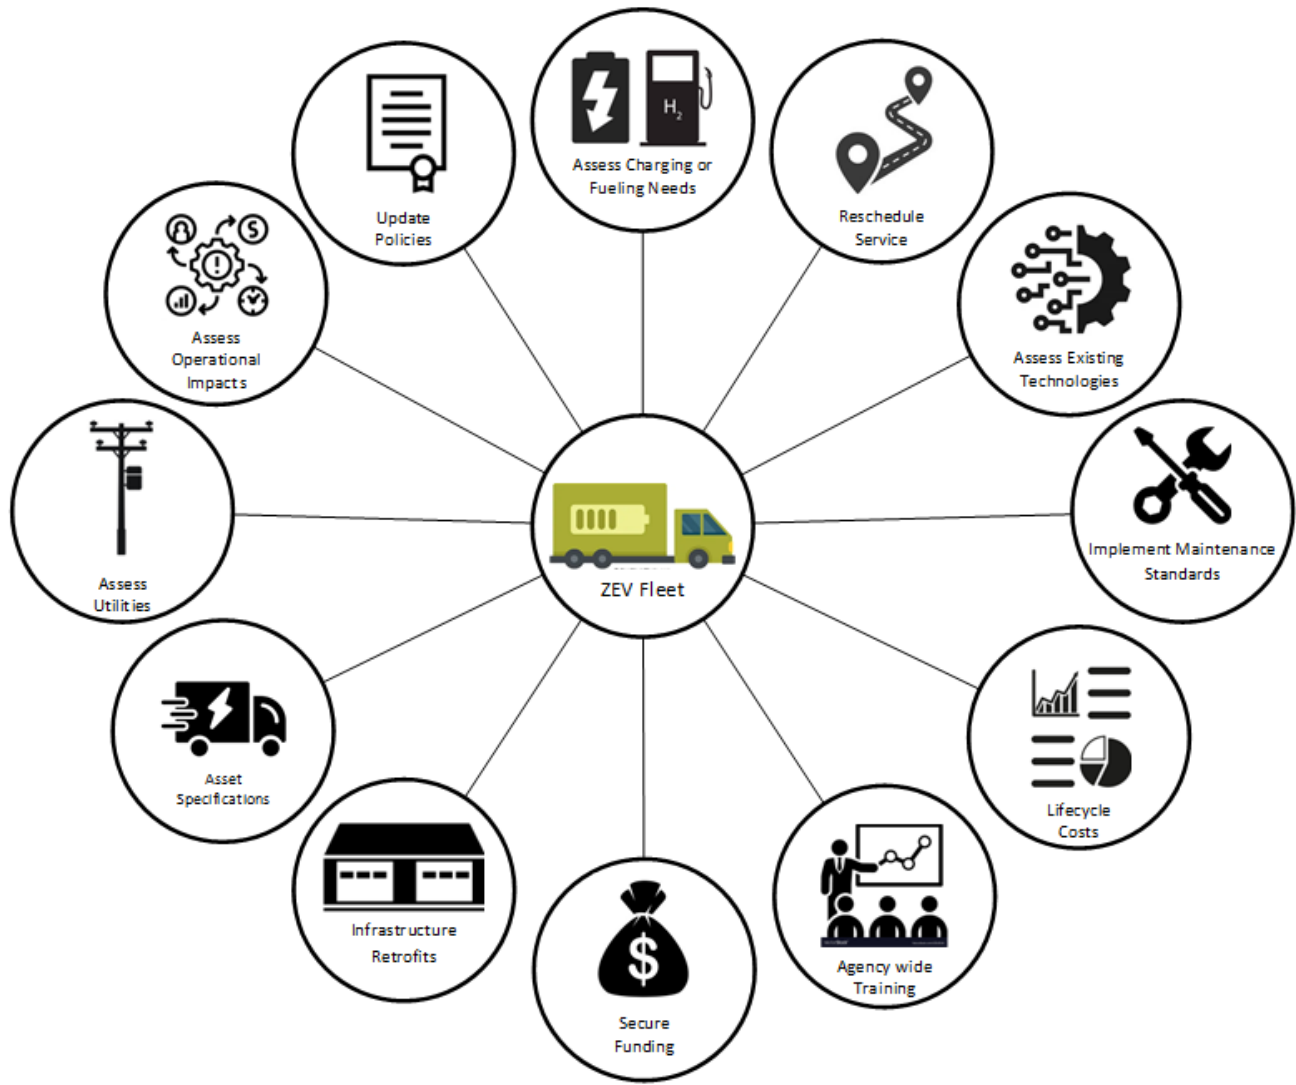 H2
Assess Charging or
Fueling Needs
Reschedule
Service
Assess Existing
Technologies
Implement Maintenance
Standards
Lifecycle
Costs
Agency wide
Training
$
Secure
Funding
Infrastructure
Retrofits
Asset
Specifications
Assess
Utilities
$
!
Assess
Operational
Impacts
Update
Policies
ZEV Fleet